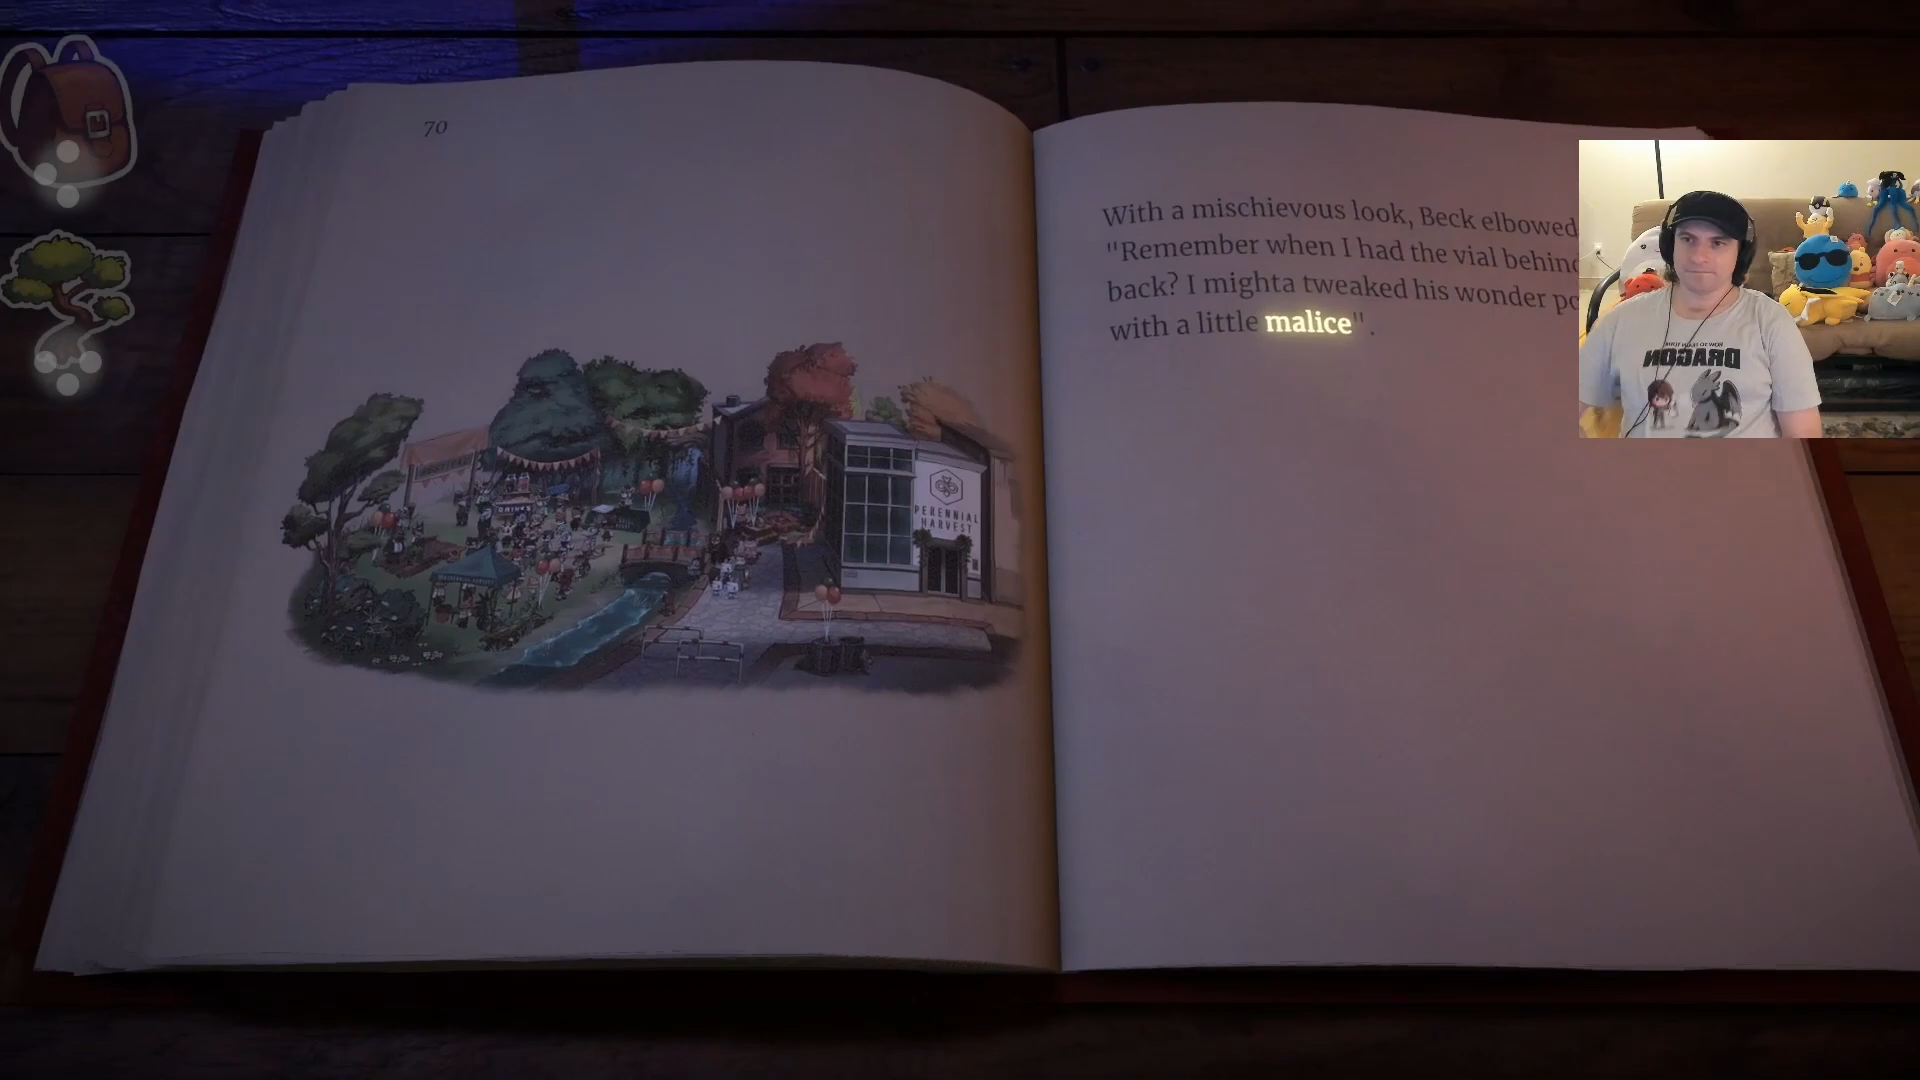 70
With a mischievous look, Beck elbowed
"Remember when I had the vial behind
back? I mighta tweaked his wonder
with a little malice".
PERENNIAL
HARVEST
DRINKS
DRAGON